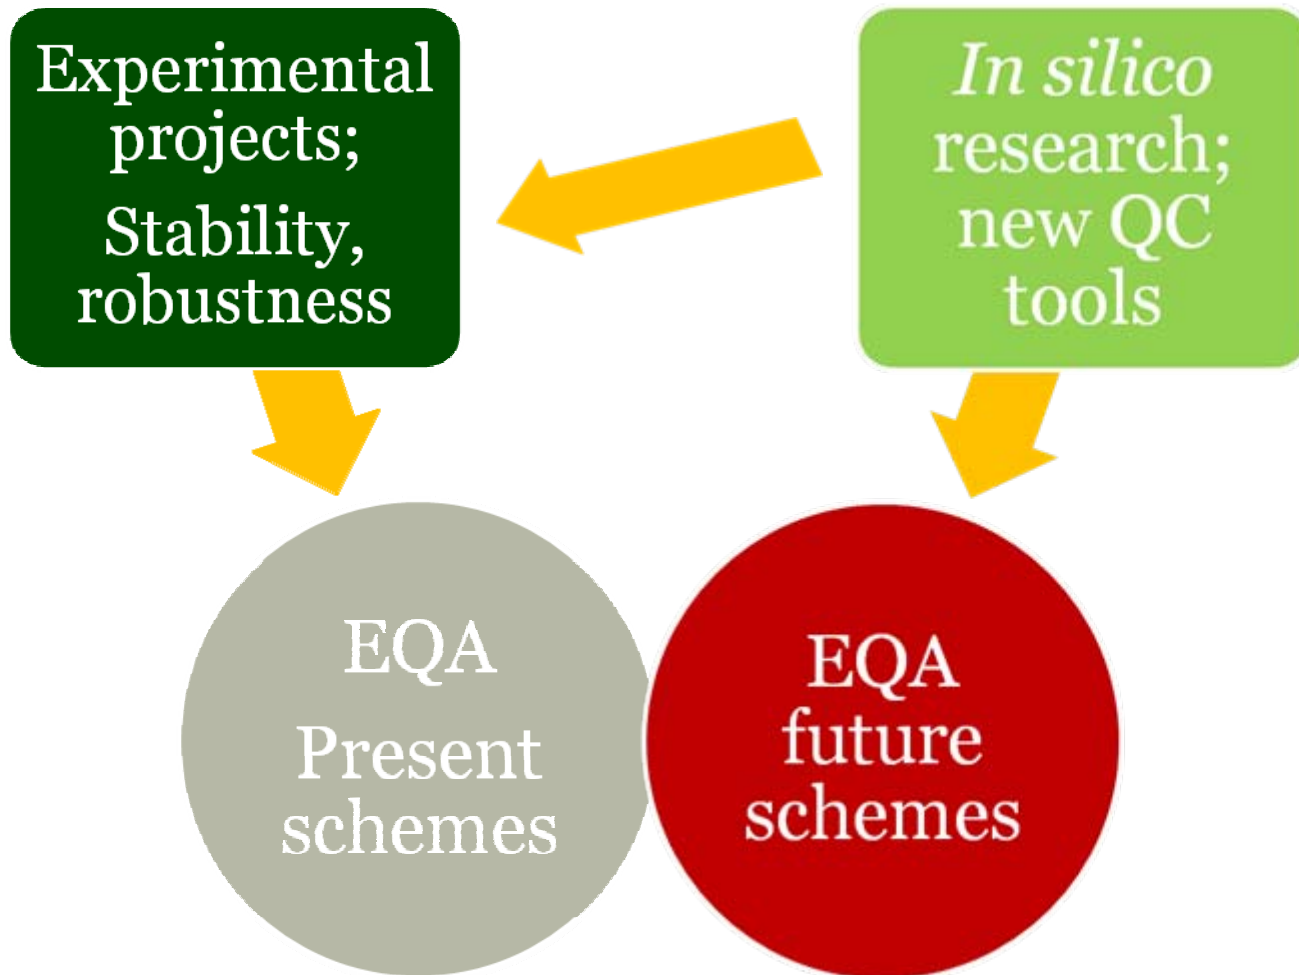 Experimental
projects;
Stability,
robustness
In silico
research;
new QC
tools
EQA
Present
schemes
EQA
future
schemes